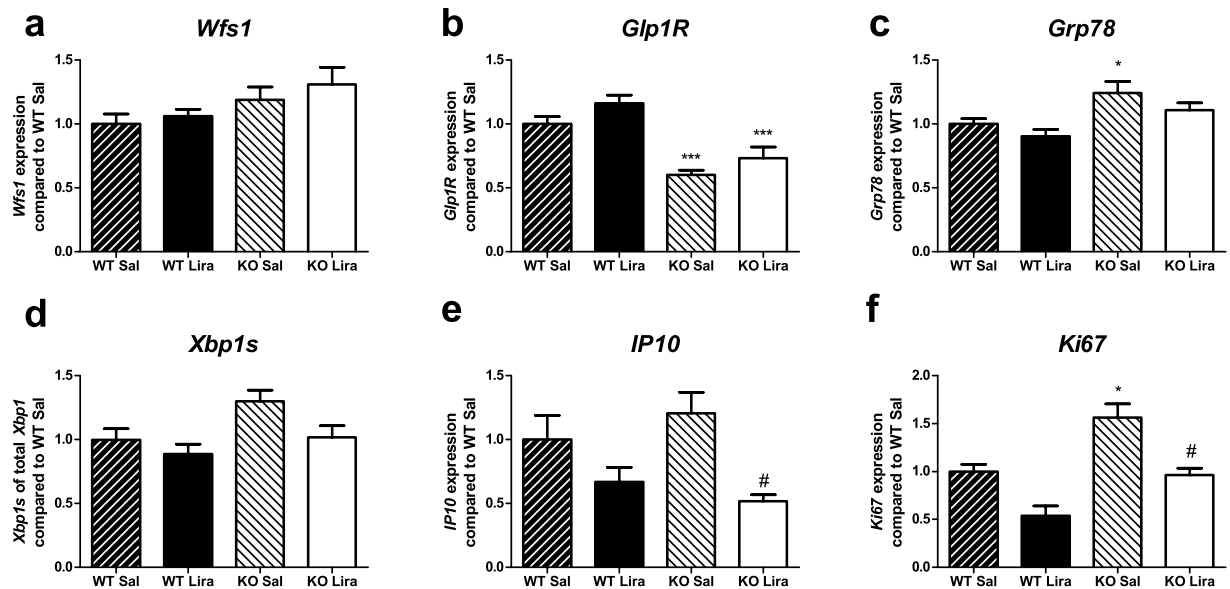 a
Wfs1
Wfs1 expression
compared to WT Sal
1.5
1.0
0.5
0.0
WT Sal WT Lira KO Sal KO Lira
b
Glp1R
Glp1R expression
compared to WT Sal
1.5
1.0
0.5
0.0
***
***
WT Sal WT Lira KO Sal KO Lira
c
Grp78
Grp78 expression
compared to WT Sal
1.5
1.0
0.5
0.0
*
WT Sal WT Lira KO Sal KO Lira
d
Xbp1s
Xbp1s of total Xbp1
compared to WT Sal
1.5
1.0
0.5
0.0
WT Sal WT Lira KO Sal KO Lira
e
IP10
IP10 expression
compared to WT Sal
1.5
1.0
0.5
0.0
#
WT Sal WT Lira KO Sal KO Lira
f
Ki67
Ki67 expression
compared to WT Sal
2.0
1.5
1.0
0.5
0.0
*
#
WT Sal WT Lira KO Sal KO Lira